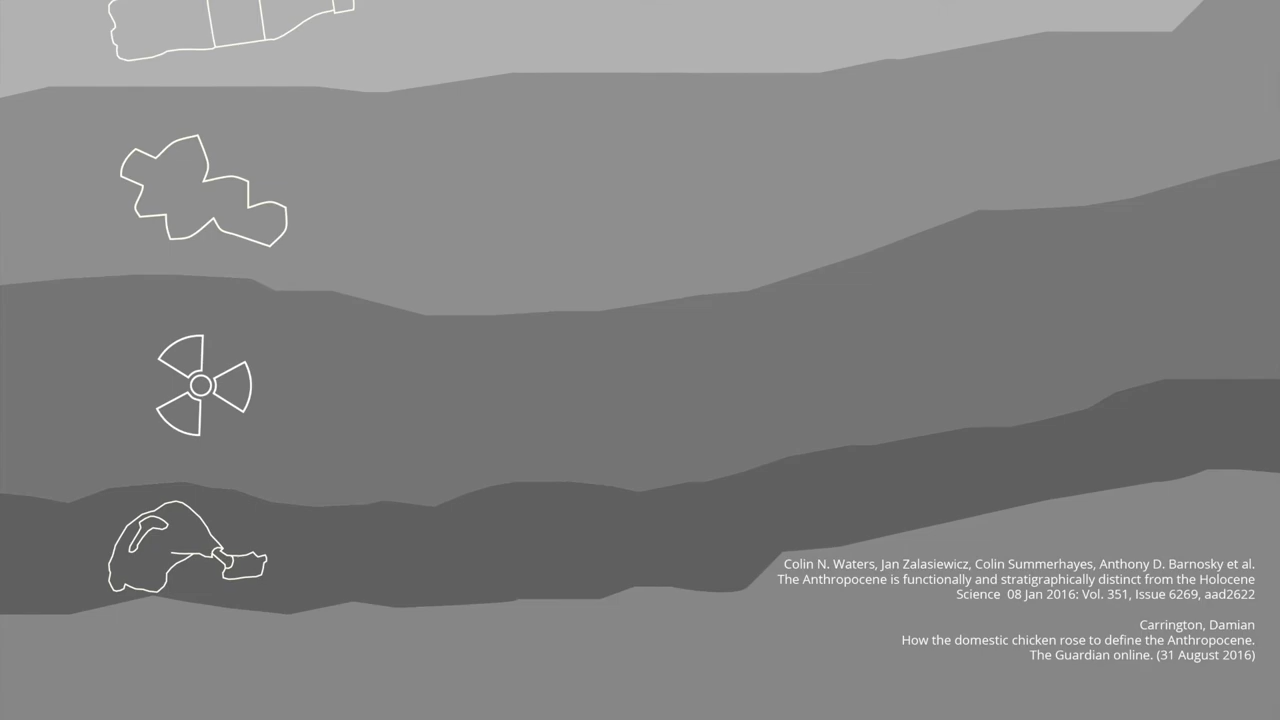 Colin N. Waters, Jan Zalasiewicz, Colin Summerhayes, Anthony D. Barnosky et al.
The Anthropocene is functionally and stratigraphically distinct from the Holocene
Science  08 Jan 2016: Vol. 351, Issue 6269, aad2622
Carrington, Damian
How the domestic chicken rose to define the Anthropocene.
The Guardian online. (31 August 2016)